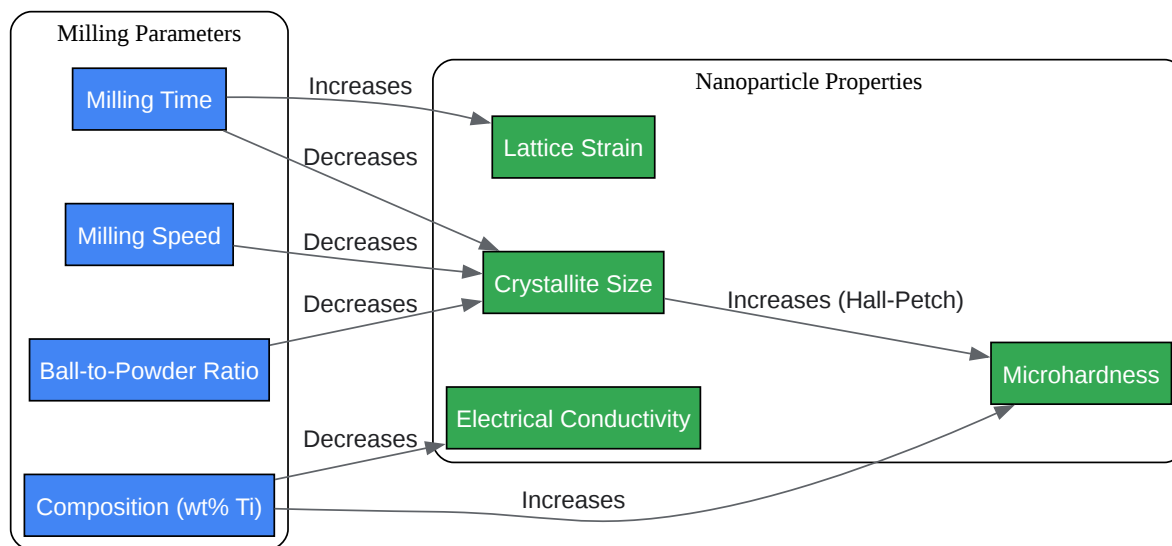 Milling Parameters
Milling Time
Milling Speed
Ball-to-Powder Ratio
Composition (wt% Ti)
Increases
Decreases
Decreases
Decreases
Decreases
Increases
Nanoparticle Properties
Lattice Strain
Crystallite Size
Electrical Conductivity
Increases (Hall-Petch)
Microhardness